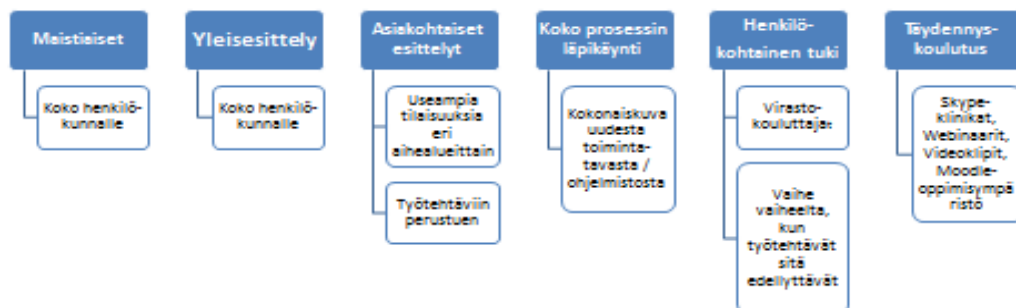 Maistiaiset
Koko henkilö-
kunnalle
Yleisesittely
Koko henkilö-
kunnalle
Asiakohtaiset
esittelyt
Useampia
tilaisuuksia
eri
aihealueittain
Työtehtäviin
perustuen
Koko prosessin
läpikäynti
Kokonaiskuva
uudesta
toiminta-
tavasta /
ohjelmistosta
Henkilö-
kohtainen tuki
Virasto-
kouluttajat
Vaihe
vaiheelta,
kun
työtehtävät
sitä
edellyttävät
Täydennys-
koulutus
Skype-
klinikat,
Webinaarit,
Videoklipit,
Moodle-
oppimisympä
ristö